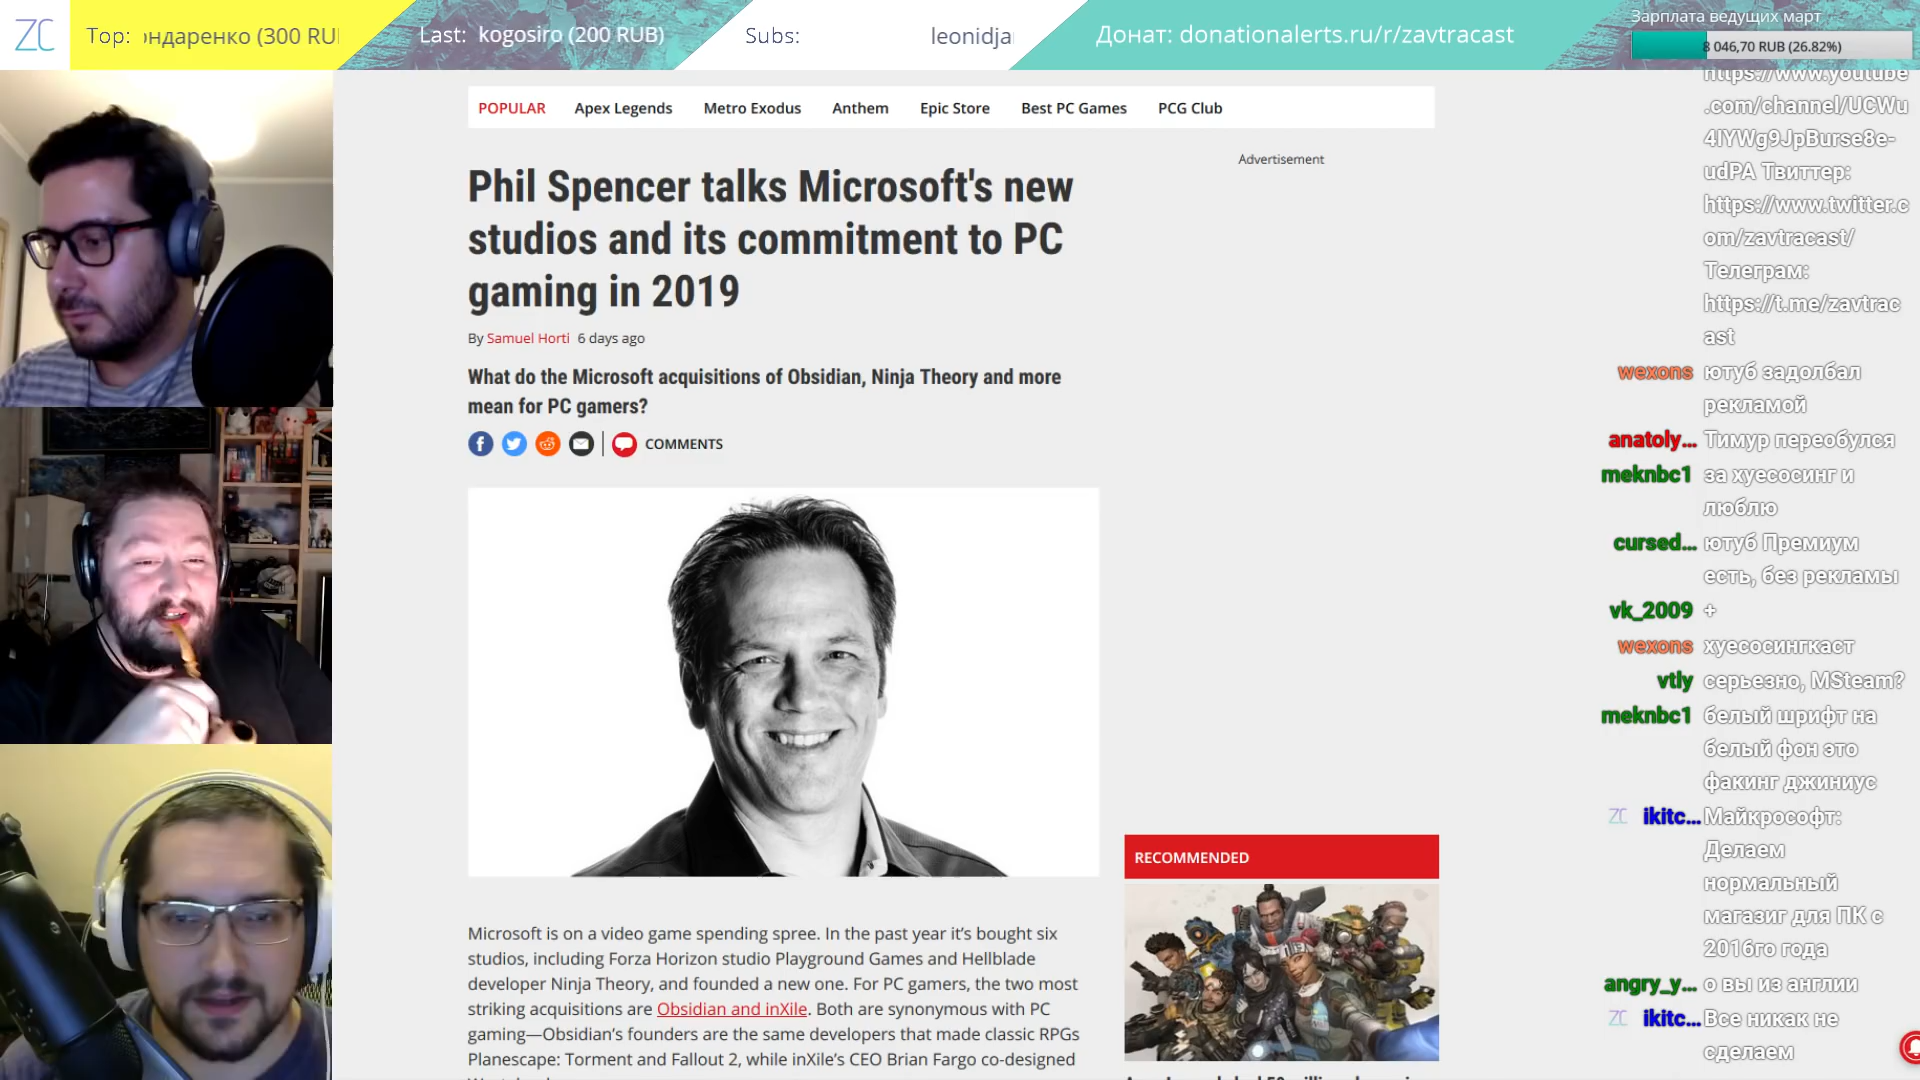 ZC
Top: ондаренко (300 RU
Last: kogosiro (200 RUB)
Subs: leonidja
Донат: donationalerts.ru/r/zavtracast
Зарплата ведущих март
8 046,70 RUB (26.82%)
POPULAR Apex Legends Metro Exodus Anthem Epic Store Best PC Games PCG Club
Advertisement
Phil Spencer talks Microsoft's new
studios and its commitment to PC
gaming in 2019
By Samuel Horti 6 days ago
What do the Microsoft acquisitions of Obsidian, Ninja Theory and more
mean for PC gamers?
COMMENTS
Microsoft is on a video game spending spree. In the past year it's bought six
studios, including Forza Horizon studio Playground Games and Hellblade
developer Ninja Theory, and founded a new one. For PC gamers, the two most
striking acquisitions are Obsidian and inXile. Both are synonymous with PC
gaming—Obsidian's founders are the same developers that made classic RPGs
Planescape: Torment and Fallout 2, while inXile's CEO Brian Fargo co-designed
RECOMMENDED
https://www.youtube
.com/channel/UCWu
4IYWg9JpBurse8e-
udPA Твиттер:
https://www.twitter.c
om/zavtracast/
Телеграм:
https://t.me/zavtrac
ast
wexons ютуб задолбал
рекламой
anatoly... Тимур переобулся
meknbc1 за хуесосинг и
люблю
cursed... ютуб Премиум
есть, без рекламы
vk_2009 +
wexons хуесосингкаст
vtly серьезно, MSteam?
meknbc1 белый шрифт на
белый фон это
факинг джиниус
ZC ikitc... Майкрософт:
Делаем
нормальный
магазиг для ПК с
2016го года
angry_y... о вы из англии
ZC ikitc... Все никак не
сделаем